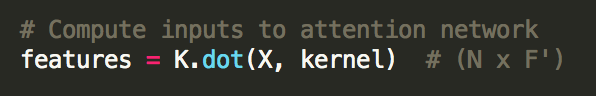 # Compute inputs to attention network
features = K.dot(X, kernel)  # (N x F')